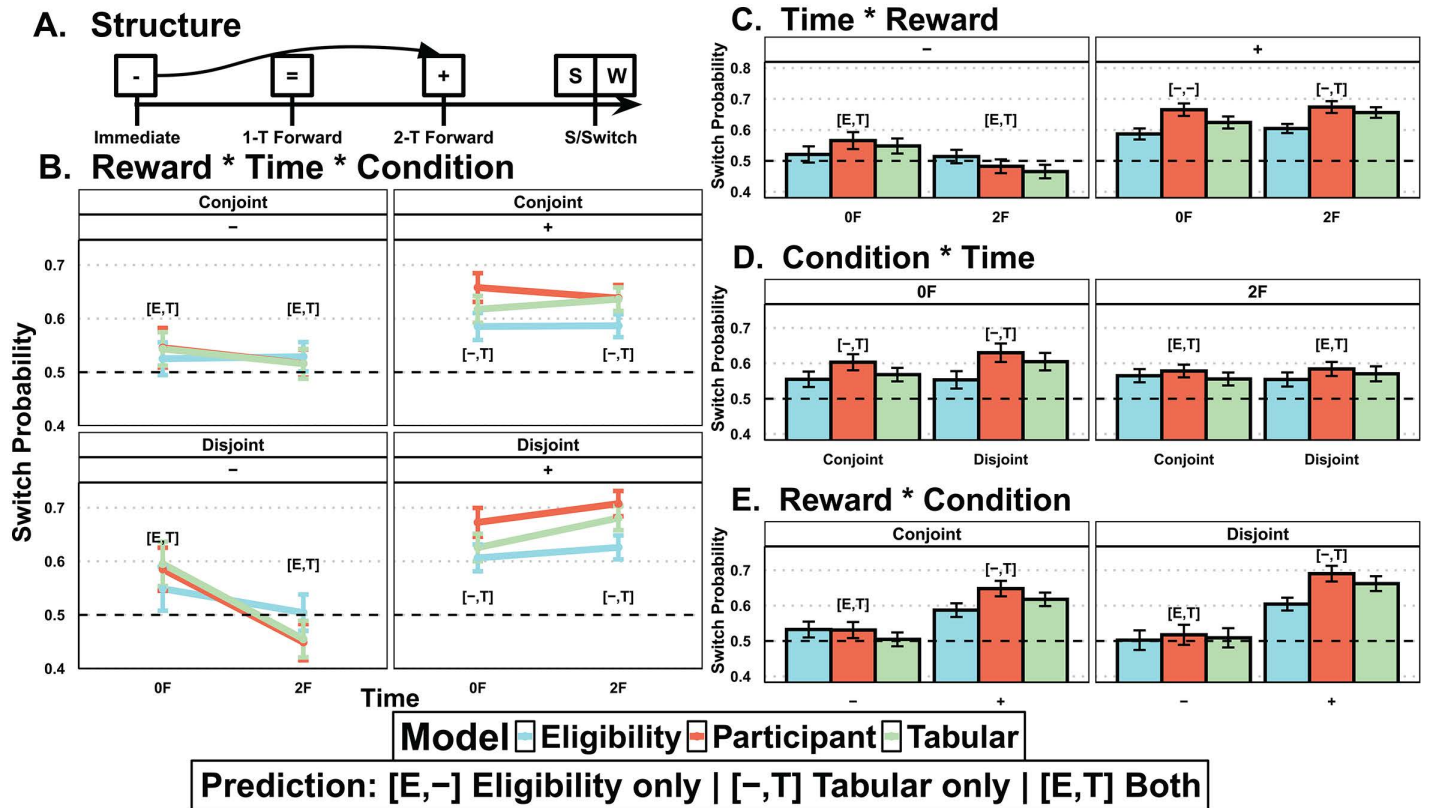 A. Structure
- = + S W
Immediate 1-T Forward 2-T Forward S/Switch
B. Reward * Time * Condition
Conjoint Conjoint
− +
Switch Probability
0.7
0.6
0.5
0.4
[E,T] [E,T]
[−,T] [−,T]
Disjoint Disjoint
− +
0.7
0.6
0.5
0.4
[E,T] [E,T]
[−,T] [−,T]
0F 2F 0F 2F
Time
C. Time * Reward
− +
Switch Probability
0.8
0.7
0.6
0.5
0.4
[E,T] [E,T] [−,−] [−,T]
0F 2F 0F 2F
D. Condition * Time
0F 2F
Switch Probability
0.7
0.6
0.5
0.4
[−,T] [−,T] [E,T] [E,T]
Conjoint Disjoint Conjoint Disjoint
E. Reward * Condition
Conjoint Disjoint
Switch Probability
0.7
0.6
0.5
0.4
[E,T] [−,T] [E,T] [−,T]
− + − +
Model Eligibility Participant Tabular
Prediction: [E,−] Eligibility only | [−,T] Tabular only | [E,T] Both